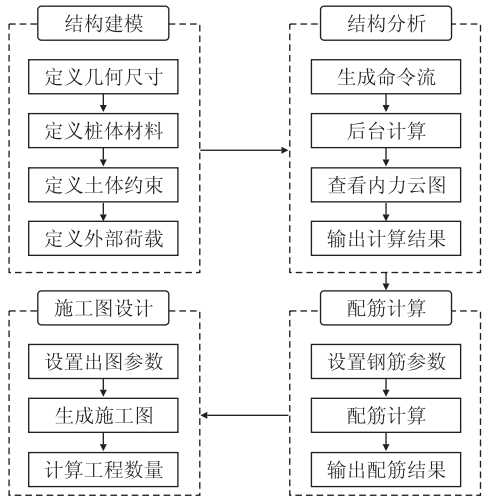 结构建模
定义几何尺寸
定义桩体材料
定义土体约束
定义外部荷载
结构分析
生成命令流
后台计算
查看内力云图
输出计算结果
配筋计算
设置钢筋参数
配筋计算
输出配筋结果
施工图设计
设置出图参数
生成施工图
计算工程数量